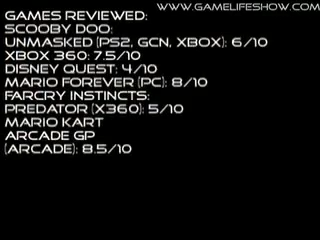 WWW.GAMELIFESHOW.COM
GAMES REVIEWED:
SCOOBY DOO:
UNMASKED (PS2, GCN, XBOX): 6/10
XBOX 360: 7.5/10
DISNEY QUEST: 4/10
MARIO FOREVER (PC): 8/10
FARCRY INSTINCTS:
PREDATOR (X360): 5/10
MARIO KART
ARCADE GP
(ARCADE): 8.5/10